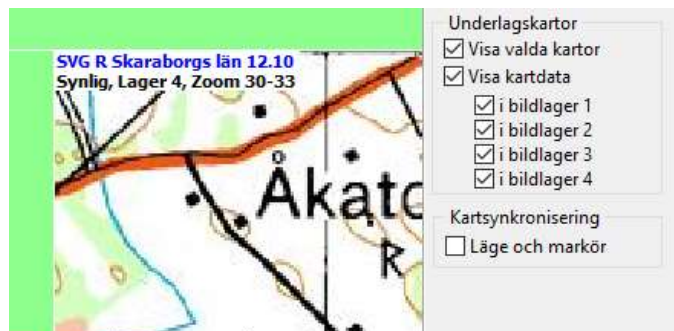 SVG R Skaraborgs län 12.10
Synlig, Lager 4, Zoom 30-33
Åkato
R
Underlagskartor
Visa valda kartor
Visa kartdata
i bildlager 1
i bildlager 2
i bildlager 3
i bildlager 4
Kartsynkronisering
Läge och markör